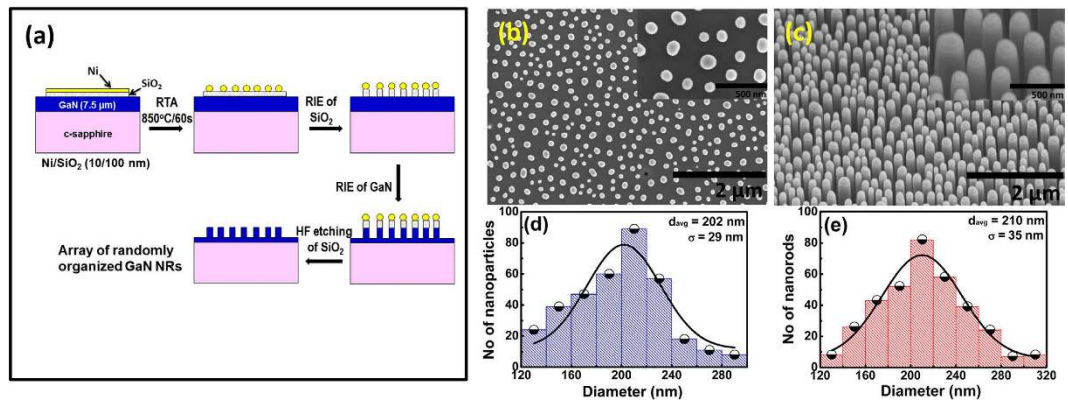 (a)
Ni
SiO₂
GaN (7.5 μm)
c-sapphire
Ni/SiO₂ (10/100 nm)
RTA
850°C/60s
RIE of
SiO₂
RIE of GaN
HF etching
of SiO₂
Array of randomly
organized GaN NRs
(b)
500 nm
2 μm
(c)
500 nm
2 μm
(d)
davg = 202 nm
σ = 29 nm
No of nanoparticles
100
80
60
40
20
0
120 160 200 240 280
Diameter (nm)
(e)
davg = 210 nm
σ = 35 nm
No of nanorods
100
80
60
40
20
0
120 160 200 240 280 320
Diameter (nm)